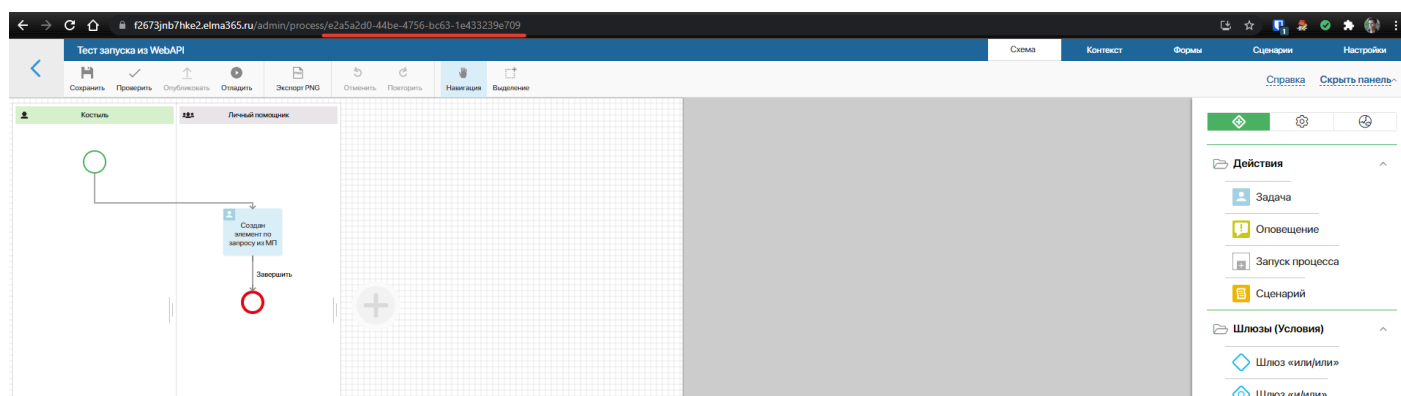 f2673jnb7hke2.elma365.ru/admin/process/e2a5a2d0-44be-4756-bc63-1e433239e709
Тест запуска из WebAPI
Схема
Контекст
Формы
Сценарии
Настройки
Сохранить
Проверить
Опубликовать
Отладить
Экспорт PNG
Отменить
Повторить
Навигация
Выделение
Справка
Скрыть панель
Костыль
Личный помощник
Создан
элемент по
запросу из МП
Завершить
Действия
Задача
Оповещение
Запуск процесса
Сценарий
Шлюзы (Условия)
Шлюз «или/или»
Шлюз «и/или»